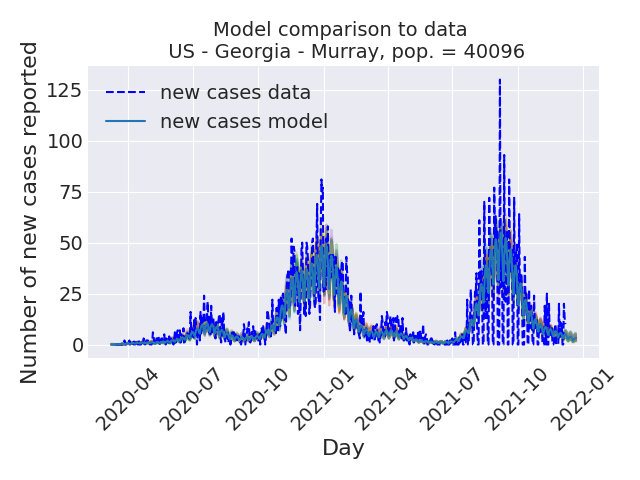 Model comparison to data
US - Georgia - Murray, pop. = 40096
Number of new cases reported
125
100
75
50
25
0
new cases data
new cases model
2020-04
2020-07
2020-10
2021-01
2021-04
2021-07
2021-10
2022-01
Day